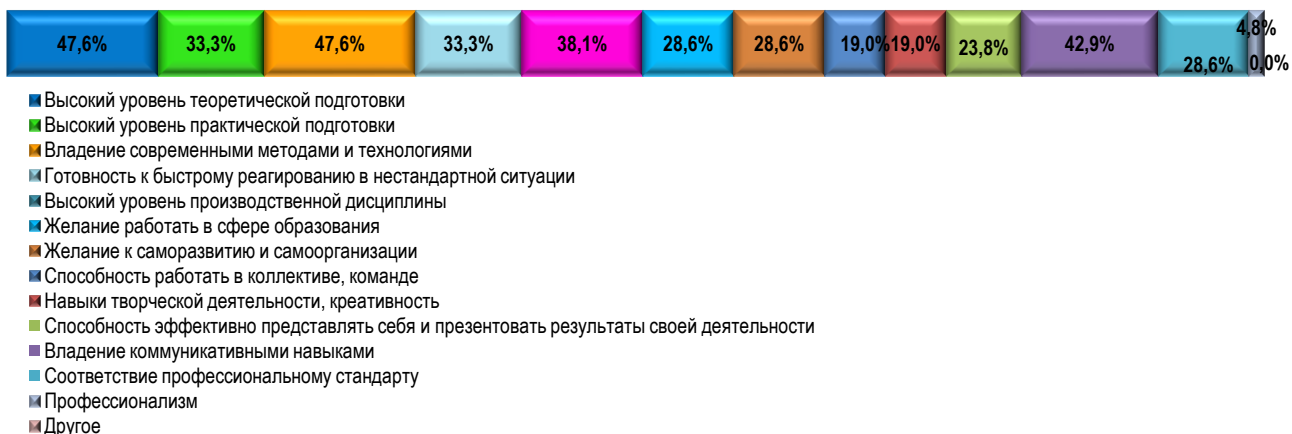 4,8%
47,6% 33,3% 47,6% 33,3% 38,1% 28,6% 28,6% 19,0% 19,0% 23,8% 42,9%
28,6% 0,0%
Высокий уровень теоретической подготовки
Высокий уровень практической подготовки
Владение современными методами и технологиями
Готовность к быстрому реагированию в нестандартной ситуации
Высокий уровень производственной дисциплины
Желание работать в сфере образования
Желание к саморазвитию и самоорганизации
Способность работать в коллективе, команде
Навыки творческой деятельности, креативность
Способность эффективно представлять себя и презентовать результаты своей деятельности
Владение коммуникативными навыками
Соответствие профессиональному стандарту
Профессионализм
Другое